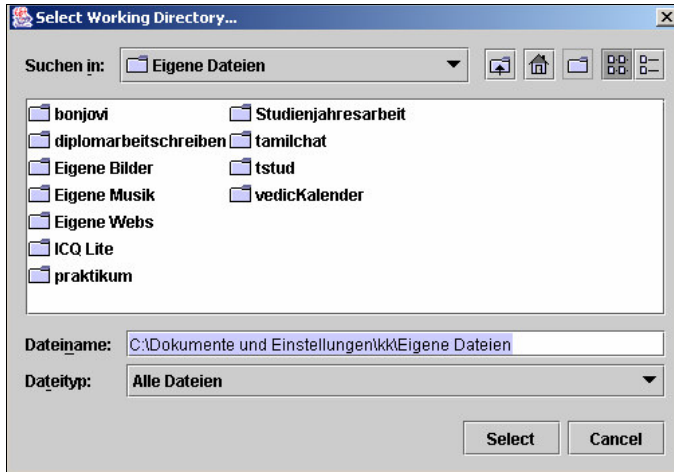 Select Working Directory...
Suchen in: Eigene Dateien
bonjovi
diplomarbeitschreiben
Eigene Bilder
Eigene Musik
Eigene Webs
ICQ Lite
praktikum
Studienjahresarbeit
tamilchat
tstud
vedicKalender
Dateiname: C:\Dokumente und Einstellungen\kk\Eigene Dateien
Dateityp: Alle Dateien
Select Cancel